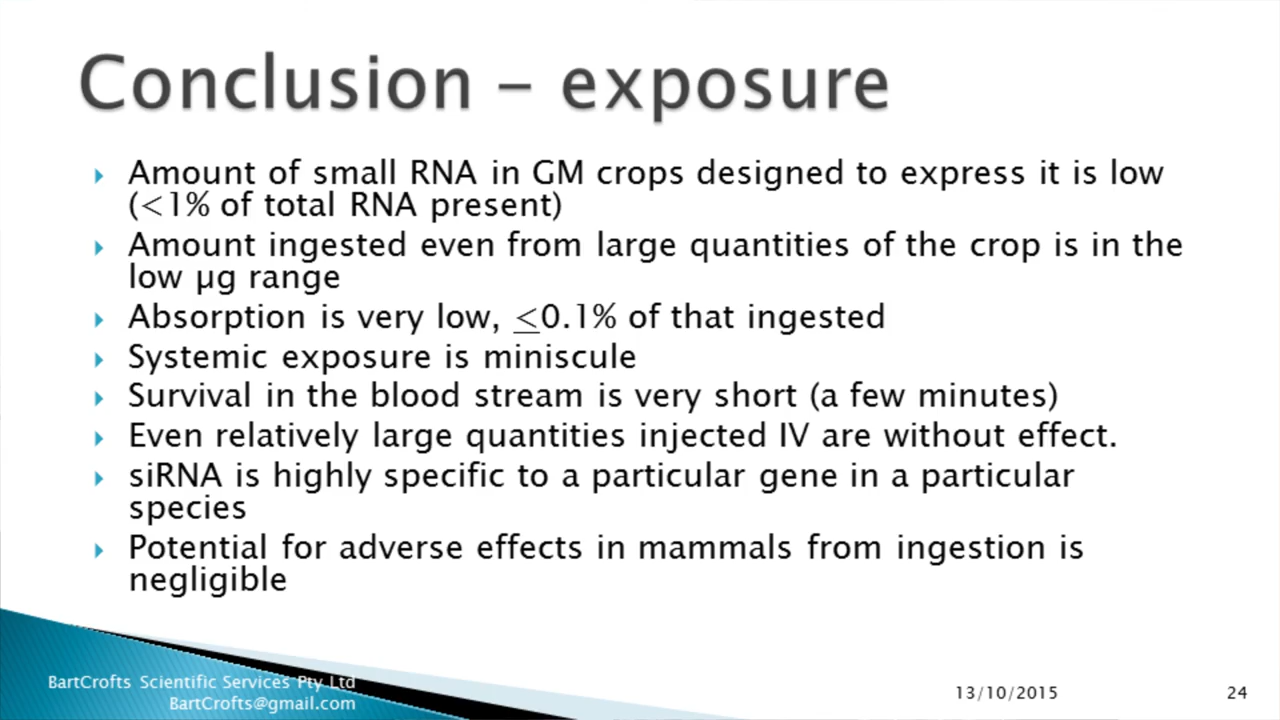 Conclusion - exposure
Amount of small RNA in GM crops designed to express it is low
(<1% of total RNA present)
Amount ingested even from large quantities of the crop is in the
low µg range
Absorption is very low, ≤0.1% of that ingested
Systemic exposure is miniscule
Survival in the blood stream is very short (a few minutes)
Even relatively large quantities injected IV are without effect.
siRNA is highly specific to a particular gene in a particular
species
Potential for adverse effects in mammals from ingestion is
negligible
BartCrofts Scientific Services Pty Ltd
BartCrofts@gmail.com
13/10/2015
24